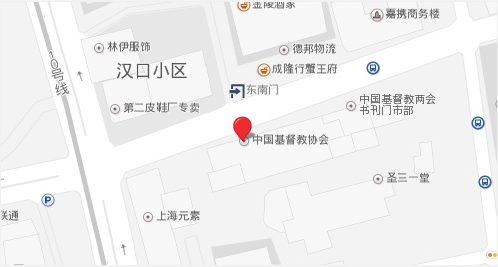 金陵酒家
嘉携商务楼
林伊服饰
德邦物流
10号线
汉口小区
成隆行蟹王府
东南门
第二皮鞋厂专卖
中国基督教两会
书刊门市部
中国基督教协会
圣三一堂
P
联通
上海元素